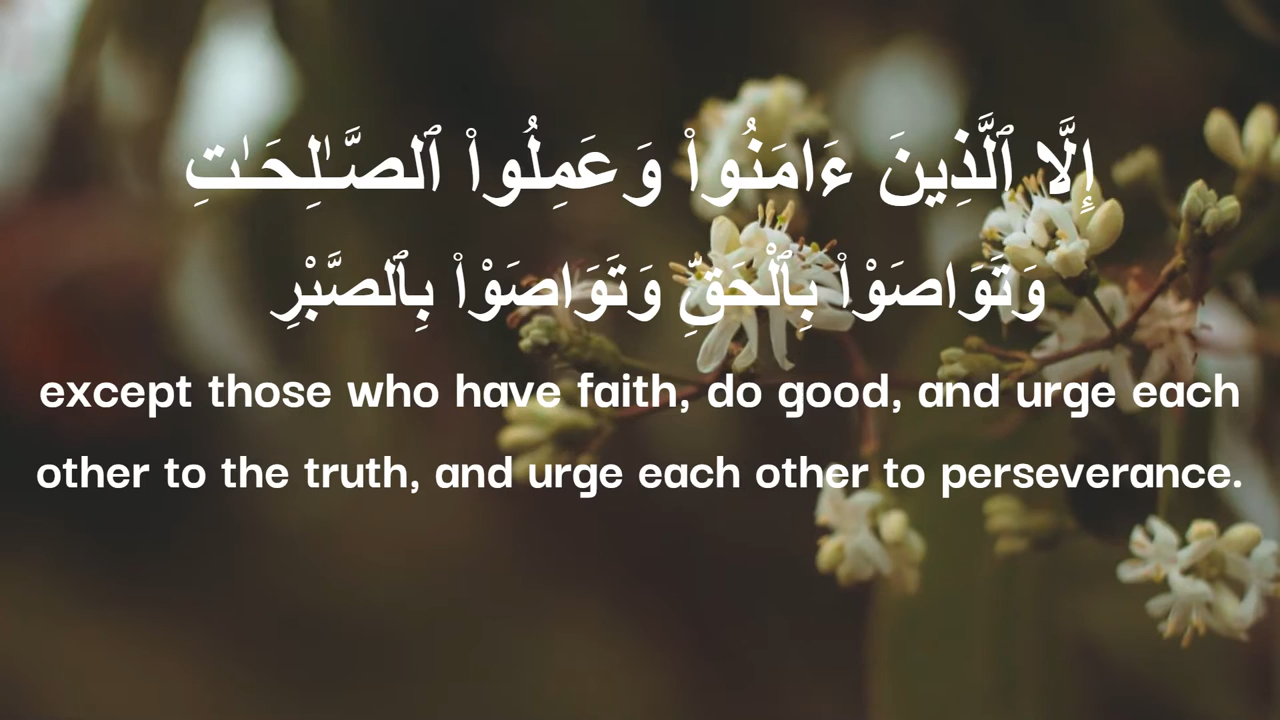 إِلَّا ٱلَّذِينَ ءَامَنُوا۟ وَعَمِلُوا۟ ٱلصَّـٰلِحَـٰتِ
وَتَوَاصَوْا۟ بِٱلْحَقِّ وَتَوَاصَوْا۟ بِٱلصَّبْرِ
except those who have faith, do good, and urge each
other to the truth, and urge each other to perseverance.